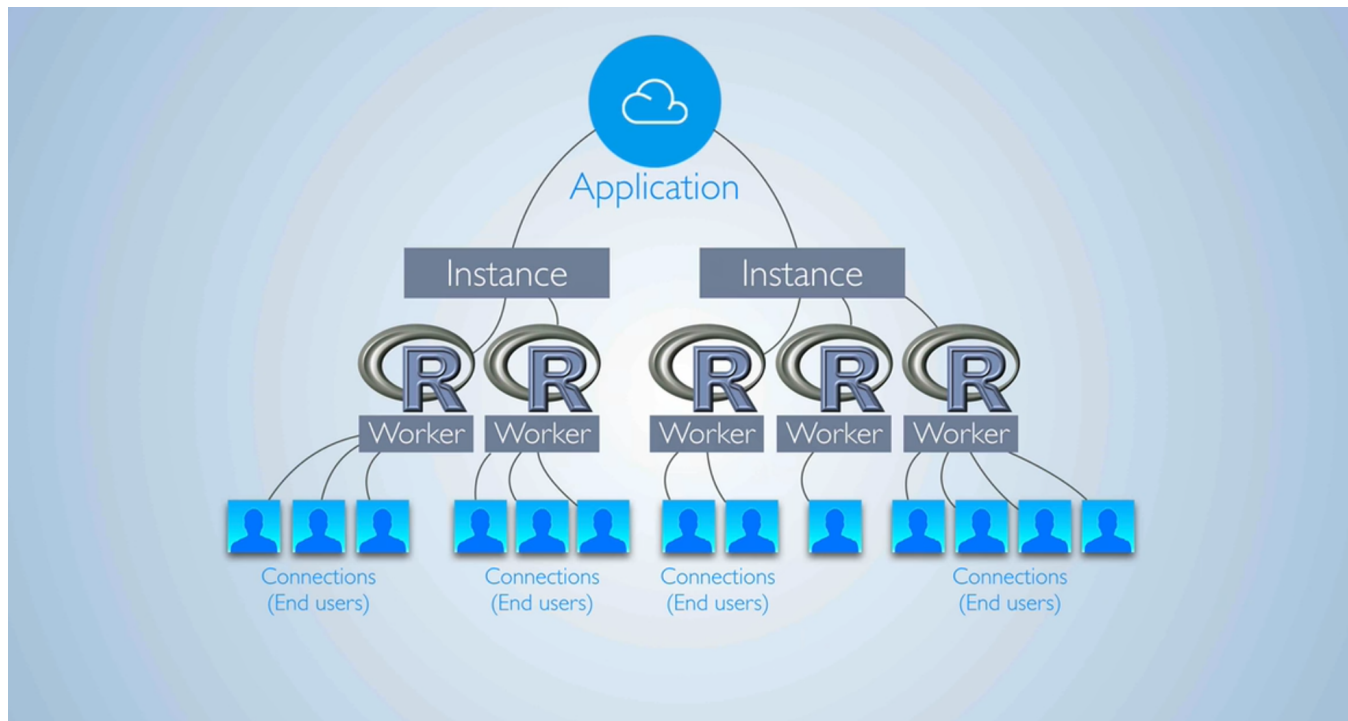 Application
Instance
Instance
R
R
R
R
R
Worker
Worker
Worker
Worker
Worker
Connections
(End users)
Connections
(End users)
Connections
(End users)
Connections
(End users)